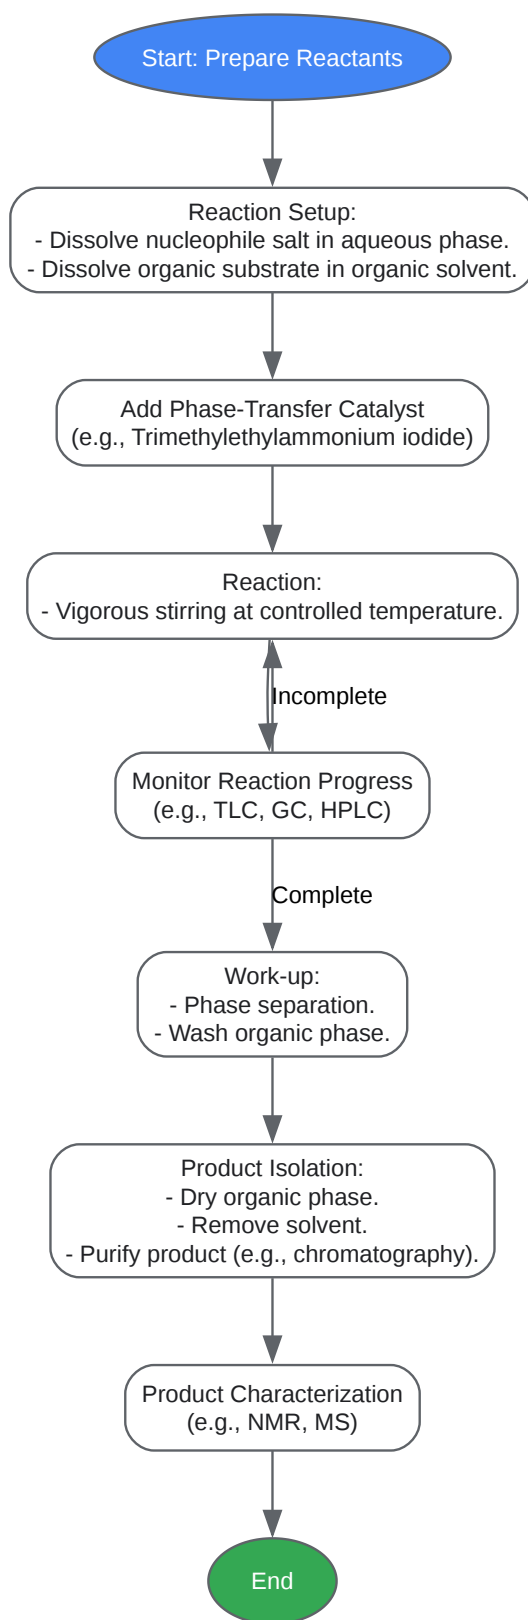 Start: Prepare Reactants
Reaction Setup:
- Dissolve nucleophile salt in aqueous phase.
- Dissolve organic substrate in organic solvent.
Add Phase-Transfer Catalyst
(e.g., Trimethylethylammonium iodide)
Reaction:
- Vigorous stirring at controlled temperature.
Incomplete
Monitor Reaction Progress
(e.g., TLC, GC, HPLC)
Complete
Work-up:
- Phase separation.
- Wash organic phase.
Product Isolation:
- Dry organic phase.
- Remove solvent.
- Purify product (e.g., chromatography).
Product Characterization
(e.g., NMR, MS)
End